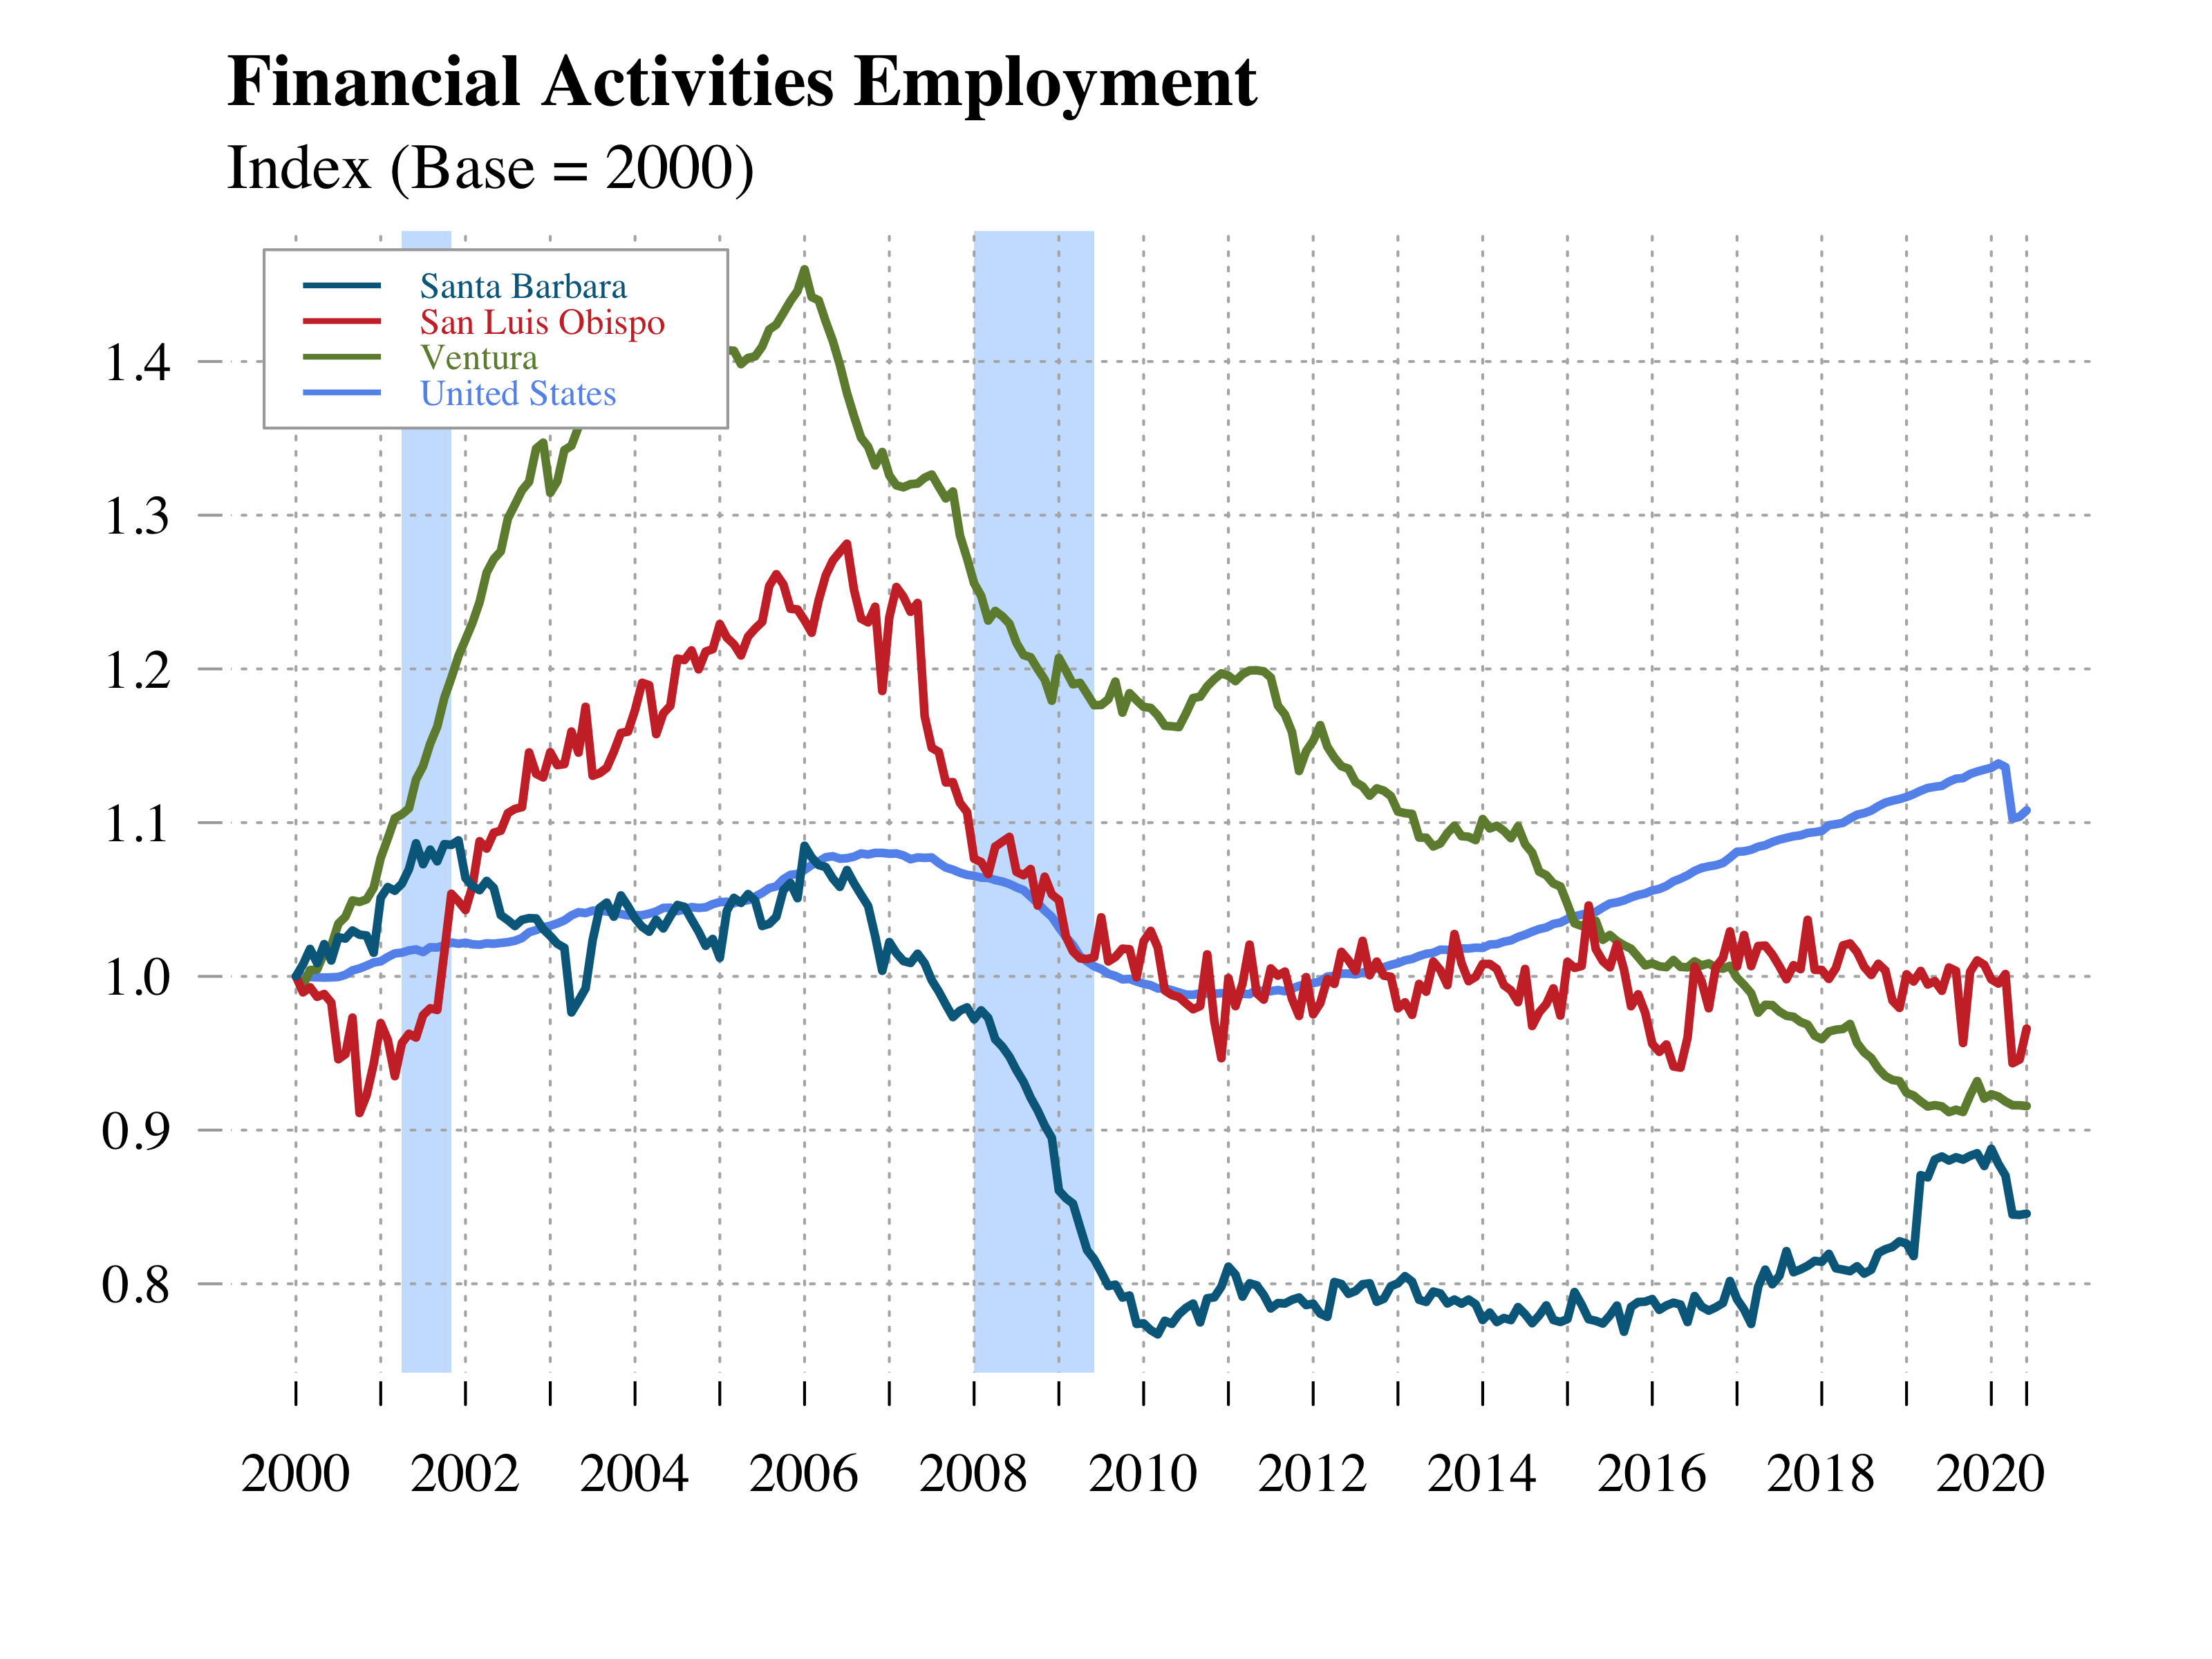 Financial Activities Employment
Index (Base = 2000)
Santa Barbara
San Luis Obispo
Ventura
United States
1.4
1.3
1.2
1.1
1.0
0.9
0.8
2000 2002 2004 2006 2008 2010 2012 2014 2016 2018 2020